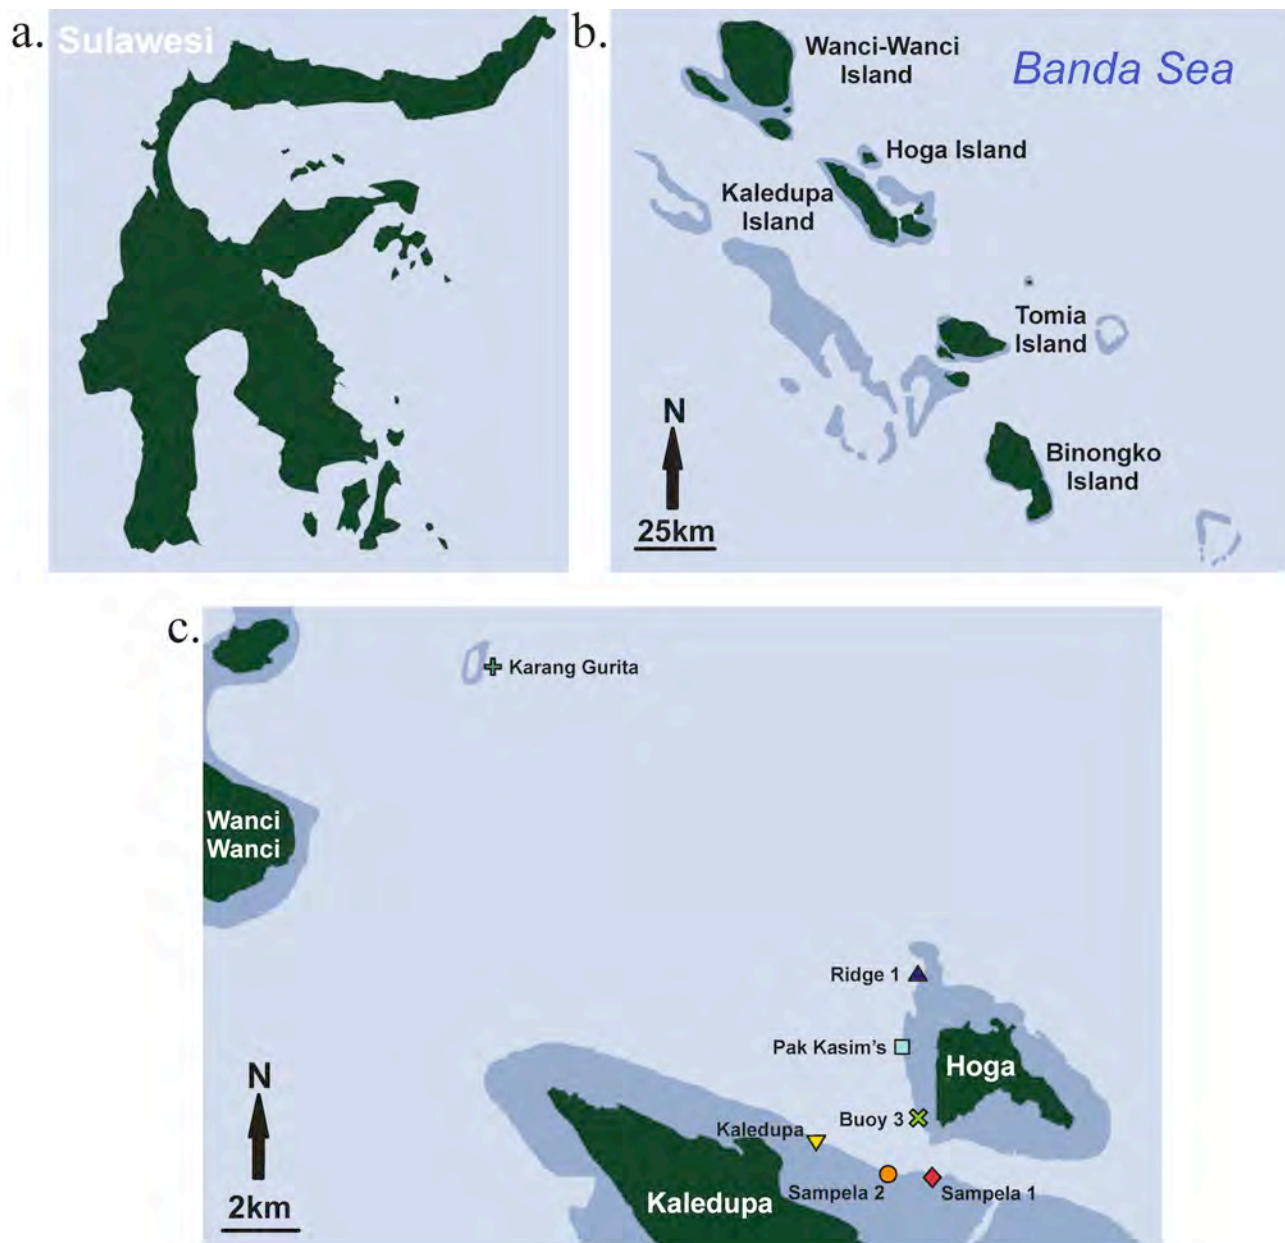 a.
Sulawesi
b.
Wanci-Wanci
Island
Banda Sea
Hoga Island
Kaledupa
Island
Tomia
Island
N
25km
Binongko
Island
c.
Karang Gurita
Wanci
Wanci
Ridge 1
Pak Kasim's
Hoga
Buoy 3
Kaledupa
Sampela 2
Sampela 1
Kaledupa
N
2km